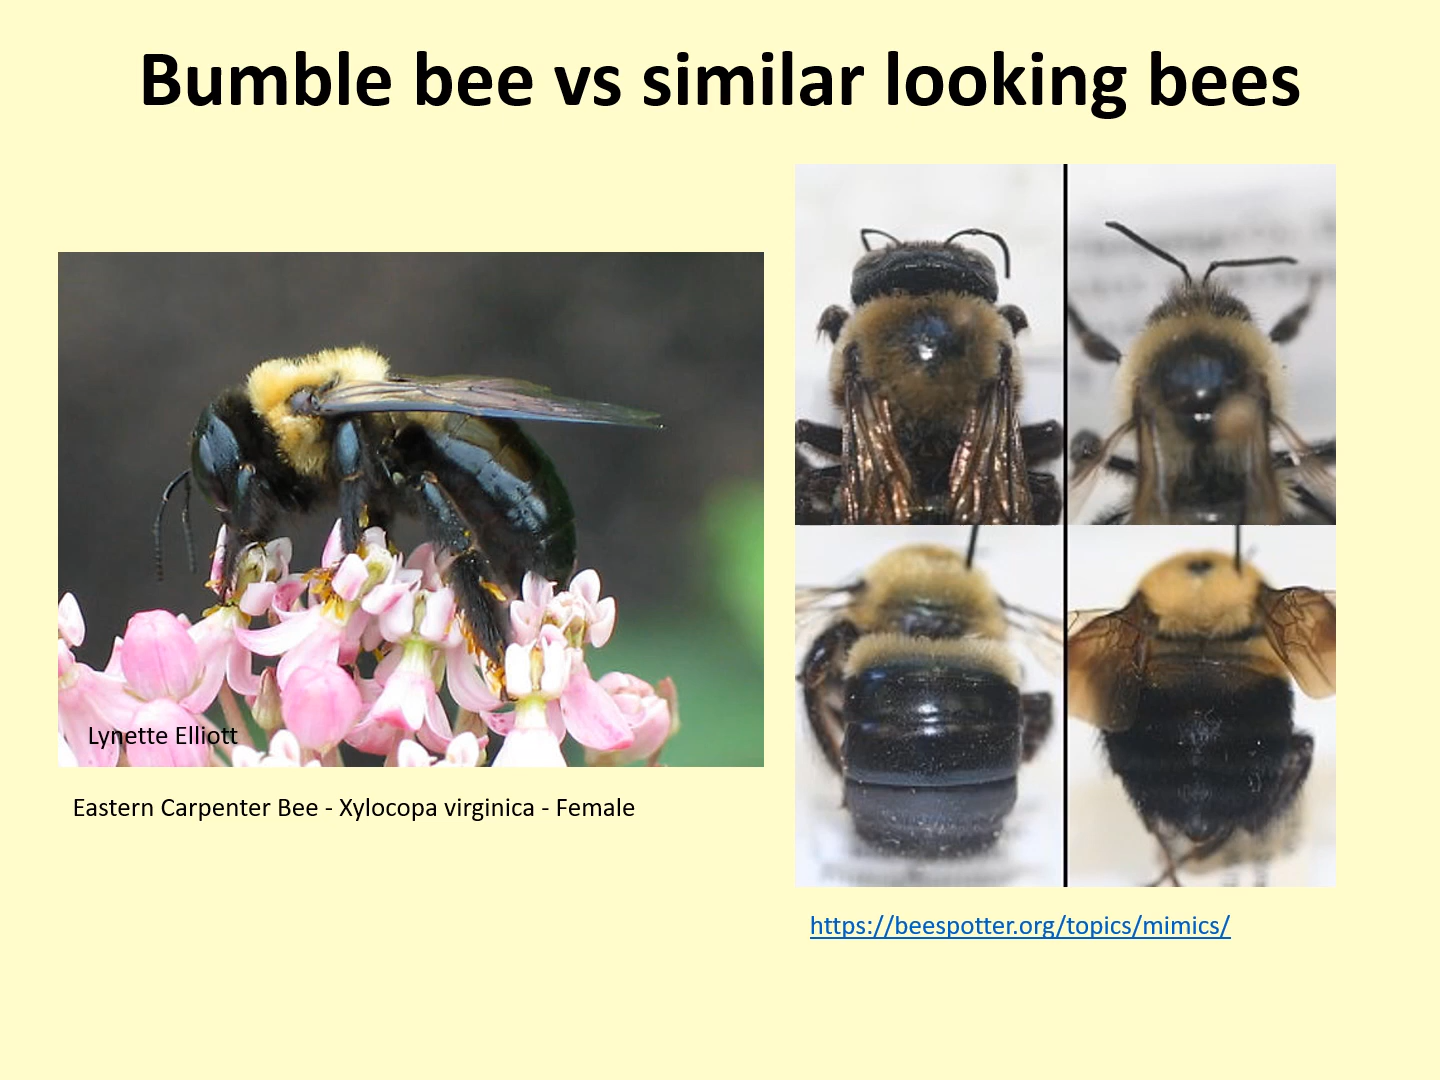 Bumble bee vs similar looking bees
Lynette Elliott
Eastern Carpenter Bee - Xylocopa virginica - Female
https://beespotter.org/topics/mimics/